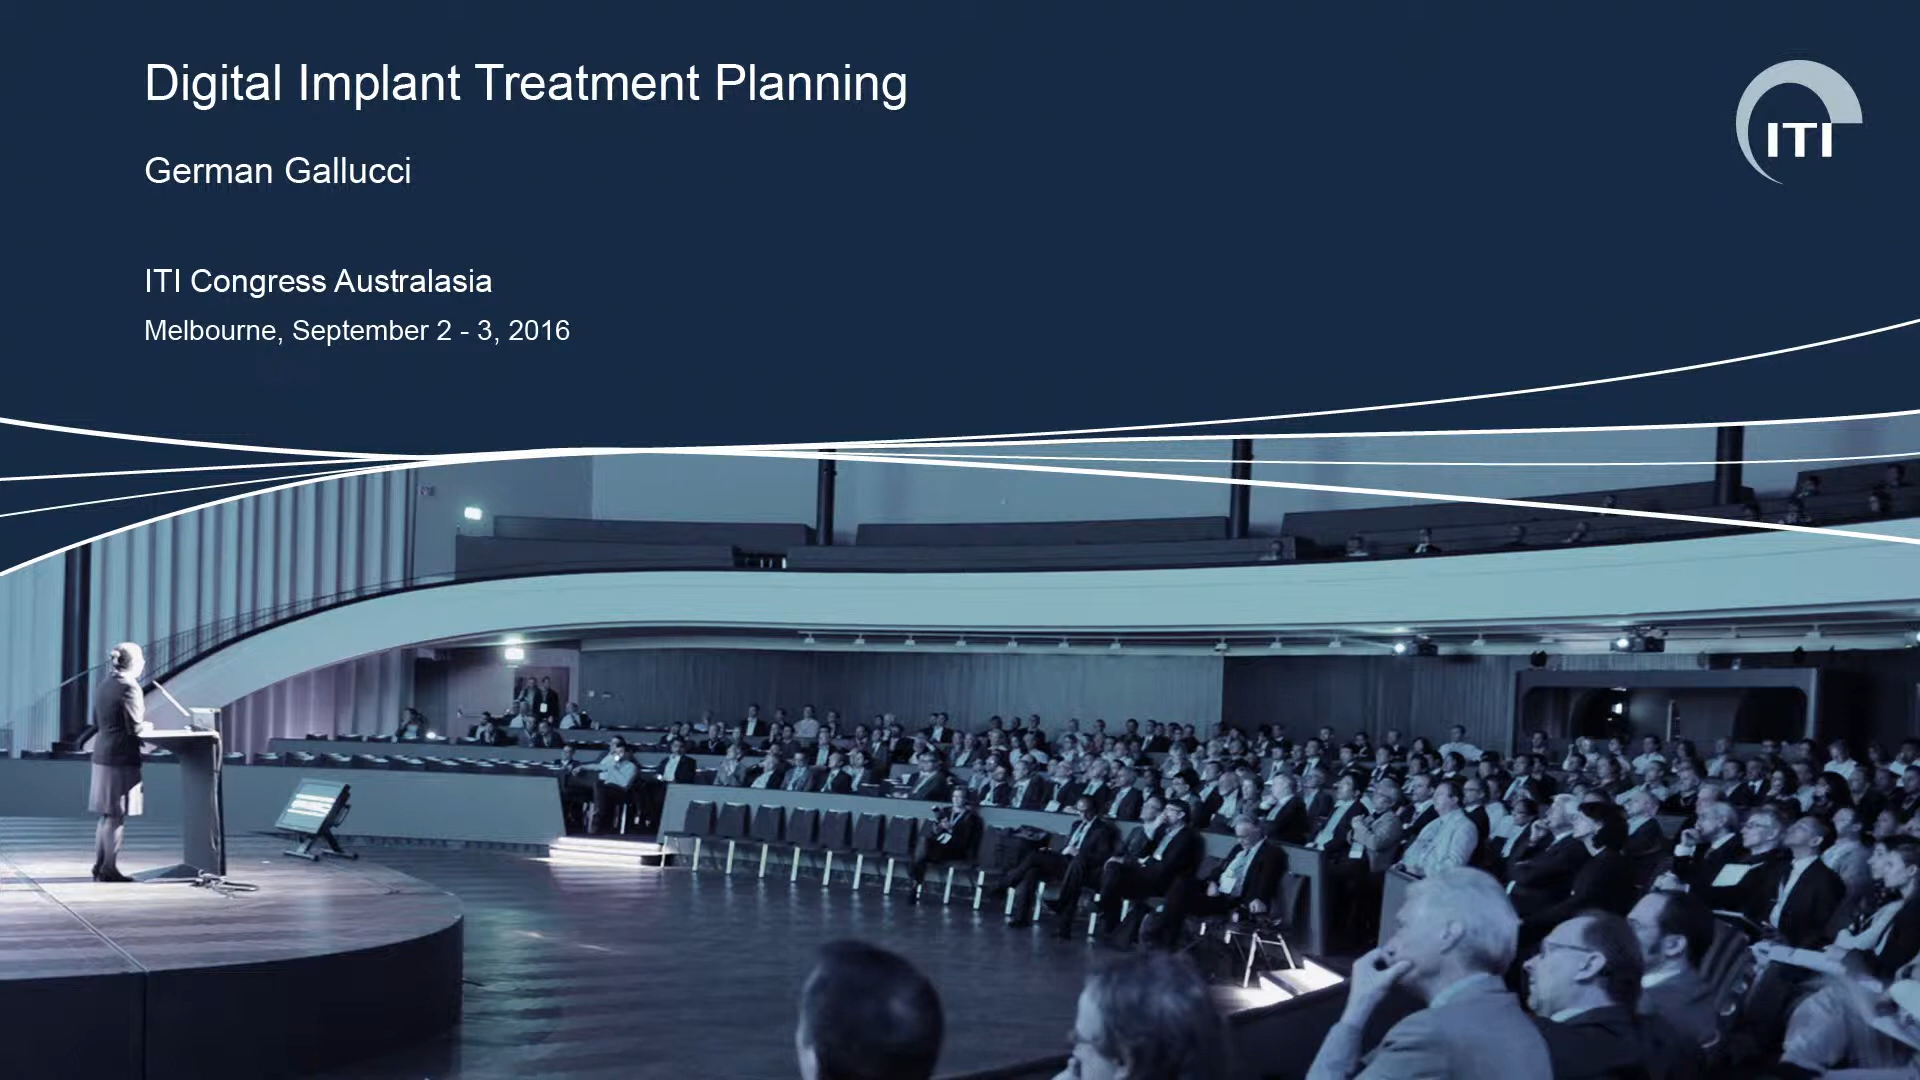 Digital Implant Treatment Planning
ITI
German Gallucci
ITI Congress Australasia
Melbourne, September 2 - 3, 2016